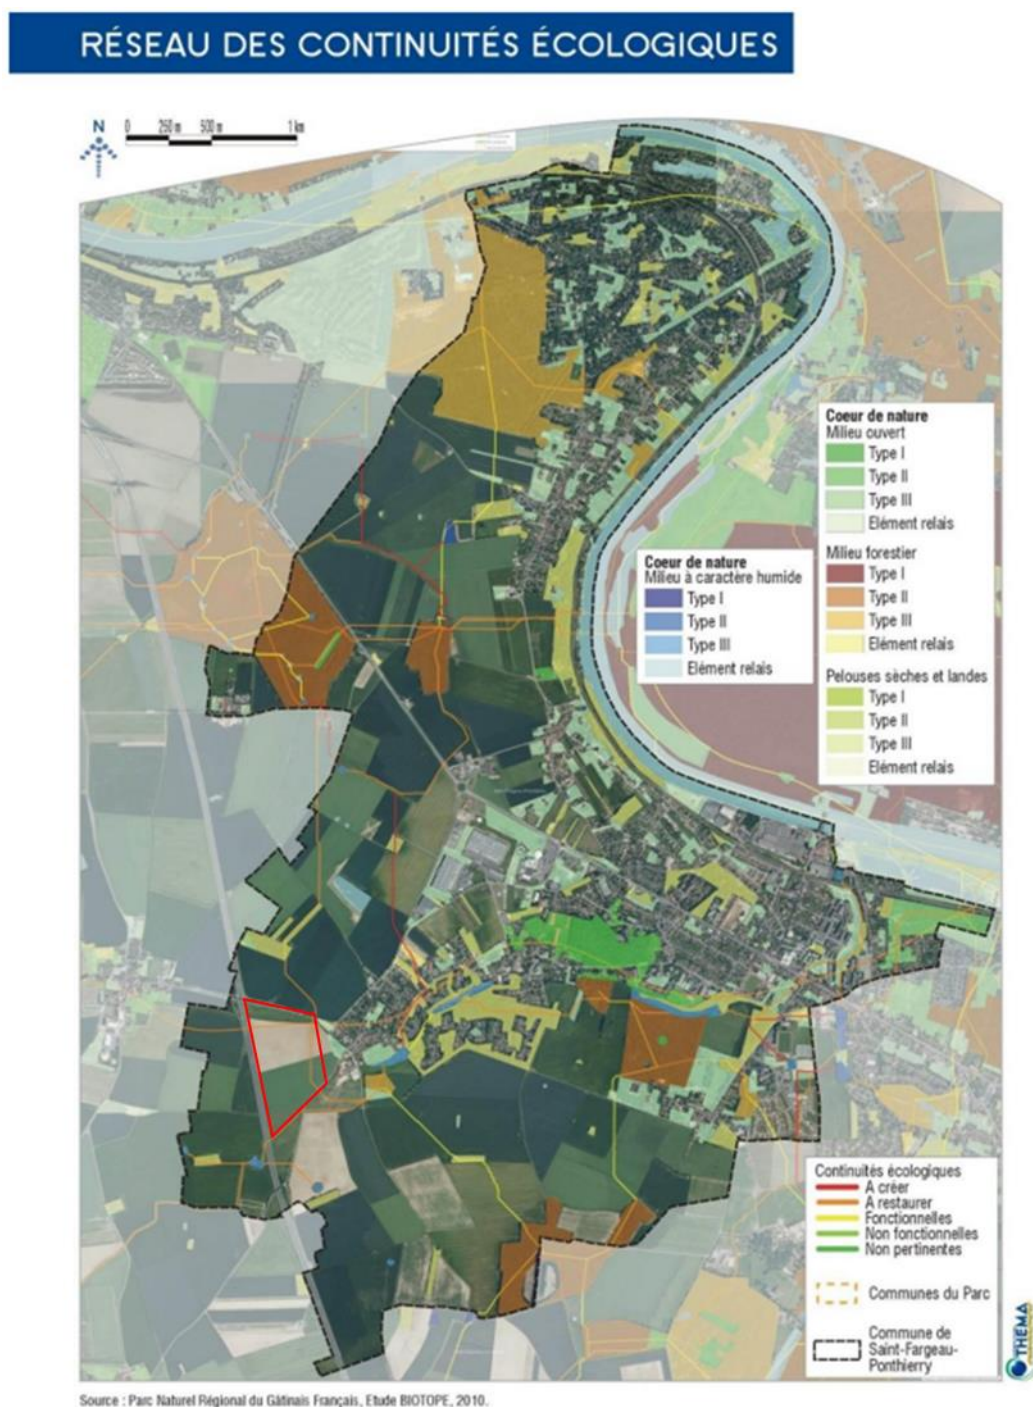 RÉSEAU DES CONTINUITÉS ÉCOLOGIQUES
N
0 250 m 500 m 1 km
Coeur de nature
Milieu ouvert
Type I
Type II
Type III
Elément relais
Milieu forestier
Type I
Type II
Type III
Elément relais
Pelouses sèches et landes
Type I
Type II
Type III
Elément relais
Coeur de nature
Milieu à caractère humide
Type I
Type II
Type III
Elément relais
Continuités écologiques
A créer
A restaurer
Fonctionnelles
Non fonctionnelles
Non pertinentes
Communes du Parc
Commune de
Saint-Fargeau-
Ponthierry
THEMA
Source : Parc Naturel Régional du Gâtinais Français, Etude BIOTOPE, 2010.